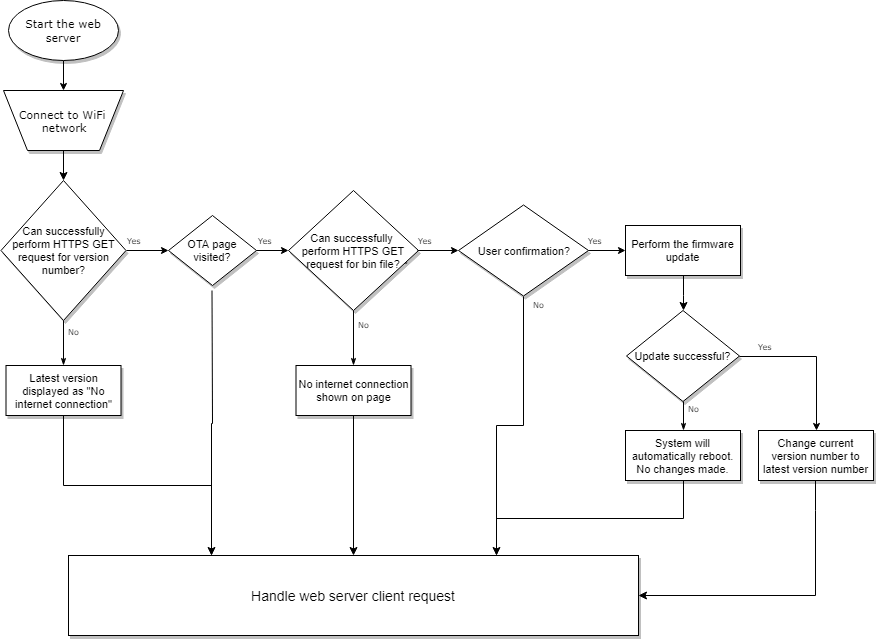 Start the web
server
Connect to WiFi
network
Can successfully
perform HTTPS GET
request for version
number?
Yes
No
OTA page
visited?
Yes
Can successfully
perform HTTPS GET
request for bin file?
Yes
No
User confirmation?
Yes
No
Perform the firmware
update
Update successful?
Yes
No
Latest version
displayed as "No
internet connection"
No internet connection
shown on page
System will
automatically reboot.
No changes made.
Change current
version number to
latest version number
Handle web server client request